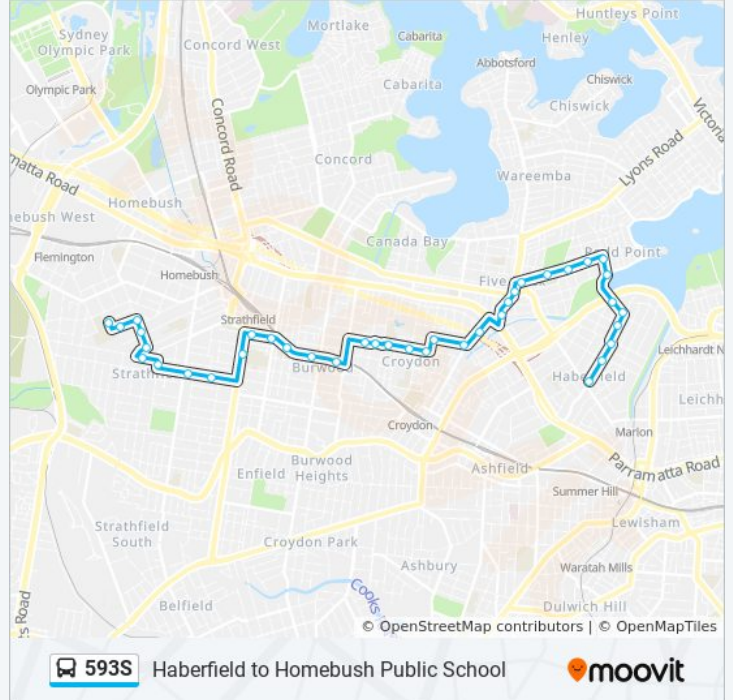 Mortlake
Huntleys Point
Sydney
Olympic Park
Concord West
Cabarita
Henley
Abbotsford
Chiswick
Olympic Park
Cabarita
Chiswick
Concord Road
Victoria
Lyons Road
Concord
matta Road
Wareemba
Homebush
nebush West
Canada Bay
Flemington
Rodd Point
Homebush
Five
Strathfield
Leichhardt N
Strath
Burwood
Croydon
Haberfield
Leichh
Croydon
Marlon
Ashfield
Parramatta Road
Burwood
Heights
Enfield
Summer Hill
Strathfield
South
Lewisham
Croydon Park
Ashbury
Waratah Mills
Cooks
Belfield
Dulwich Hill
s Road
© OpenStreetMap contributors | © OpenMapTiles
593S
Haberfield to Homebush Public School
moovit